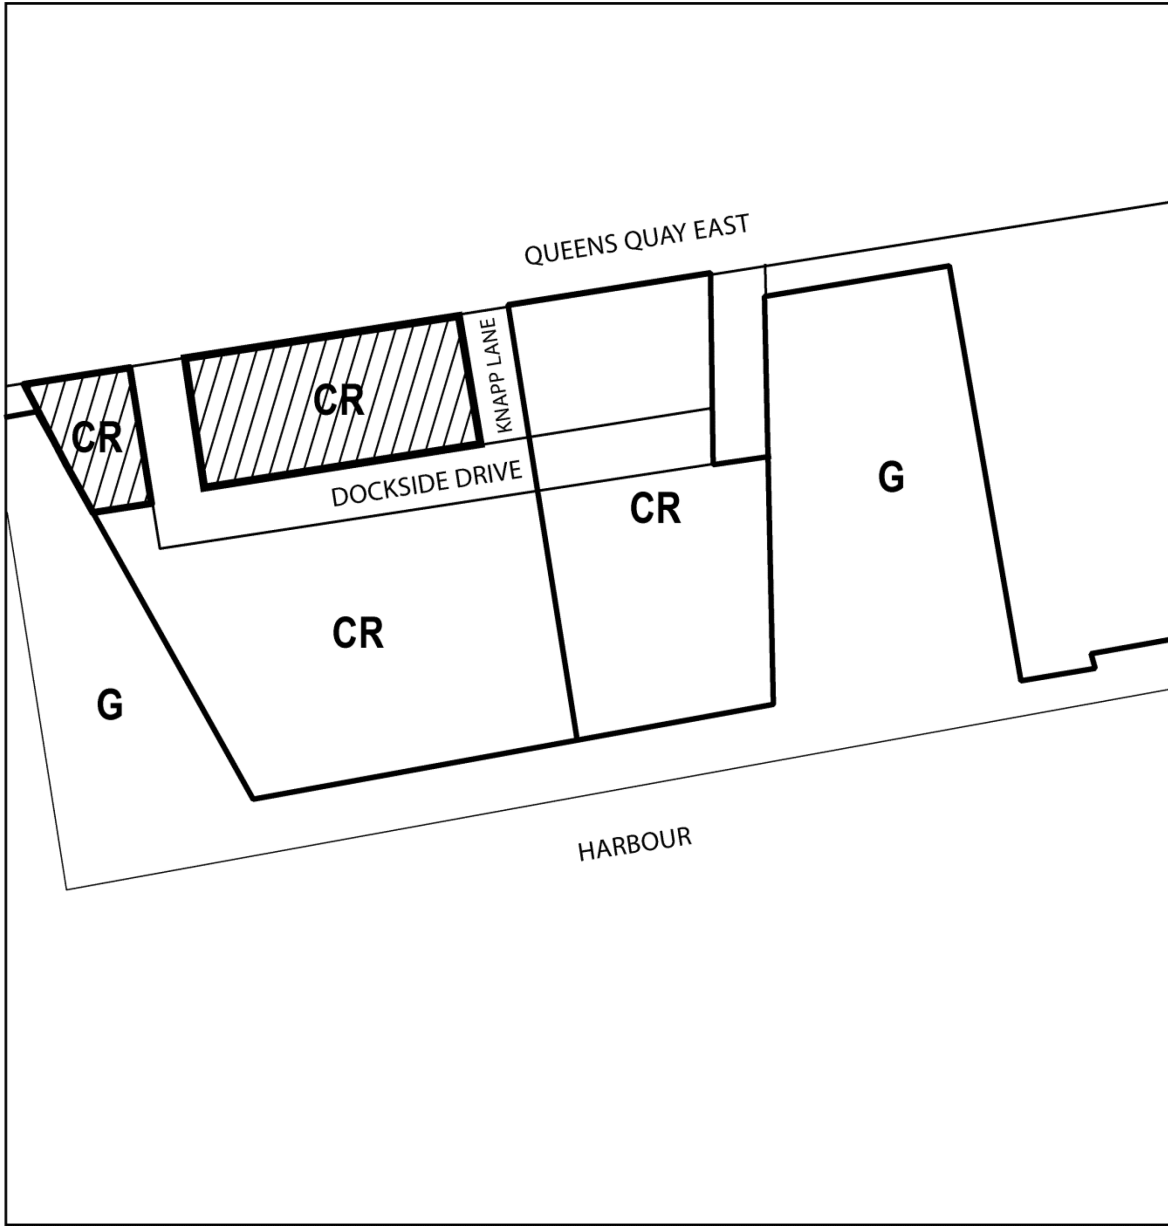 QUEENS QUAY EAST
KNAPP LANE
CR
CR
DOCKSIDE DRIVE
G
CR
CR
G
HARBOUR